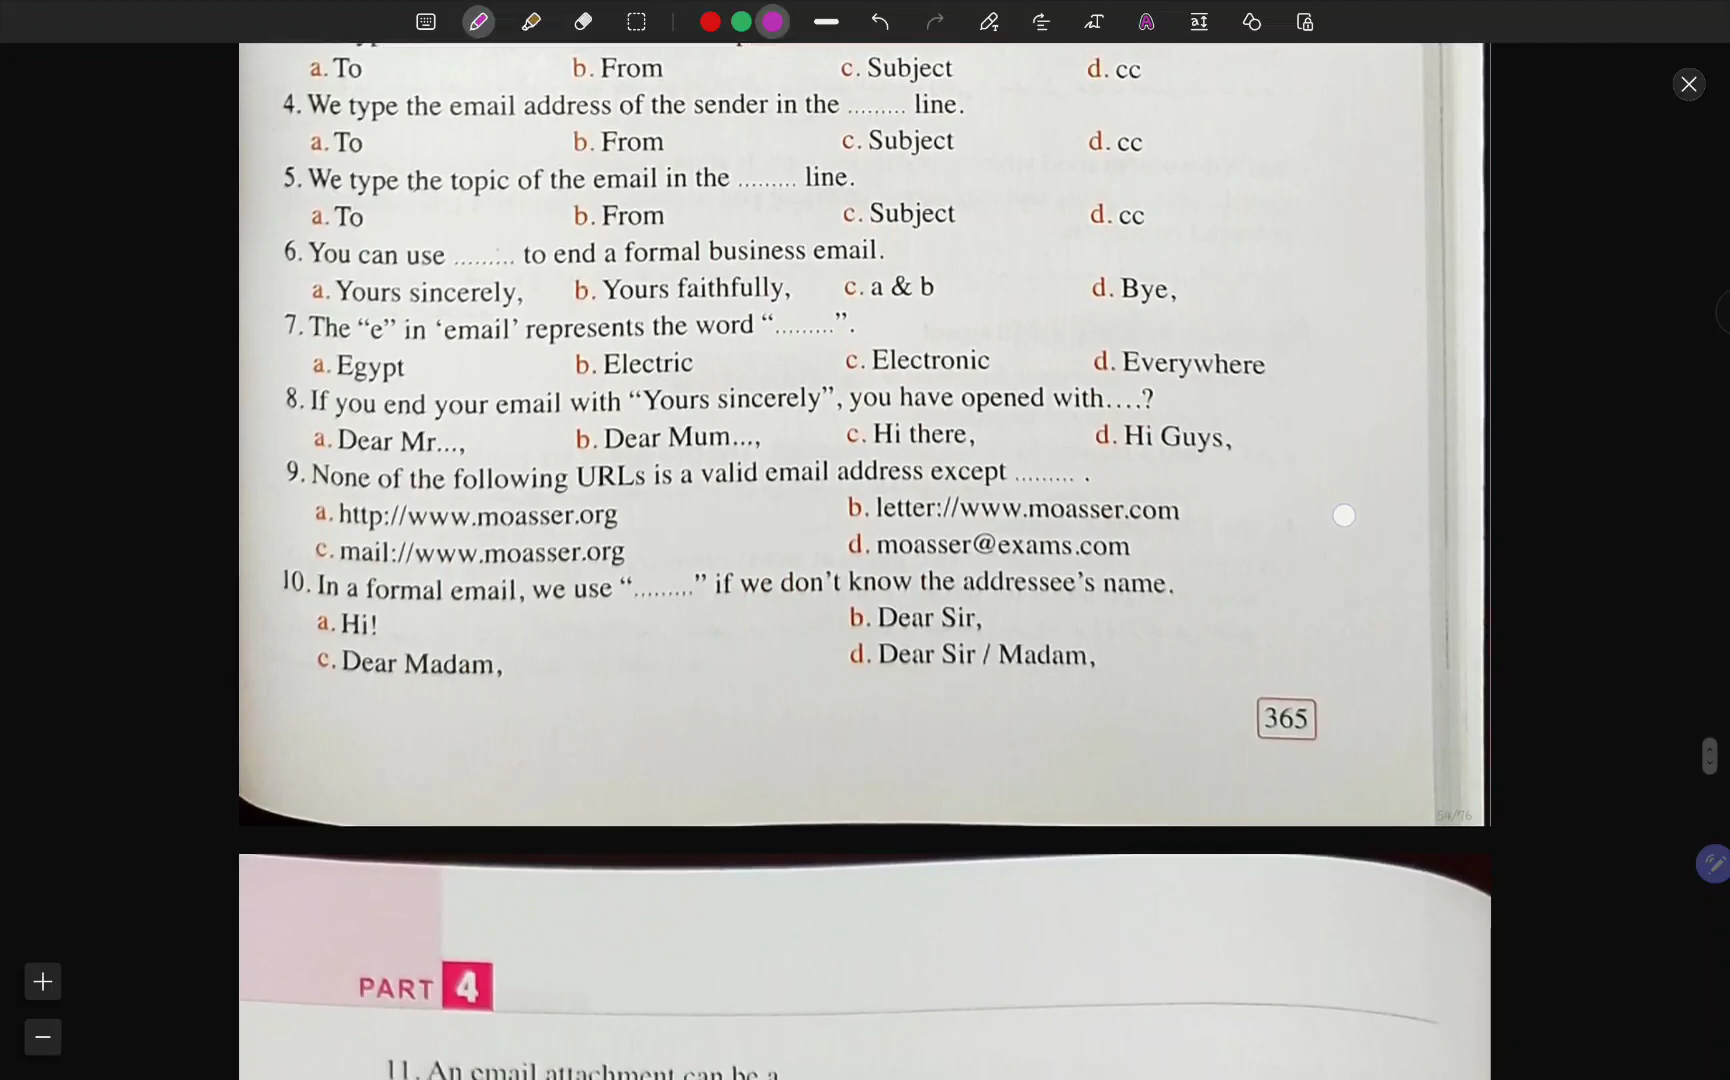 a. To b. From c. Subject d. cc
4. We type the email address of the sender in the ......... line.
a. To b. From c. Subject d. cc
5. We type the topic of the email in the ......... line.
a. To b. From c. Subject d. cc
6. You can use ......... to end a formal business email.
a. Yours sincerely, b. Yours faithfully, c. a & b d. Bye,
7. The “e” in ‘email’ represents the word “.........”.
a. Egypt b. Electric c. Electronic d. Everywhere
8. If you end your email with “Yours sincerely”, you have opened with....?
a. Dear Mr..., b. Dear Mum..., c. Hi there, d. Hi Guys,
9. None of the following URLs is a valid email address except ......... .
a. http://www.moasser.org b. letter://www.moasser.com
c. mail://www.moasser.org d. moasser@exams.com
10. In a formal email, we use “.........” if we don’t know the addressee’s name.
a. Hi! b. Dear Sir,
c. Dear Madam, d. Dear Sir / Madam,
365
54/76
PART 4
11. An email attachment can be a